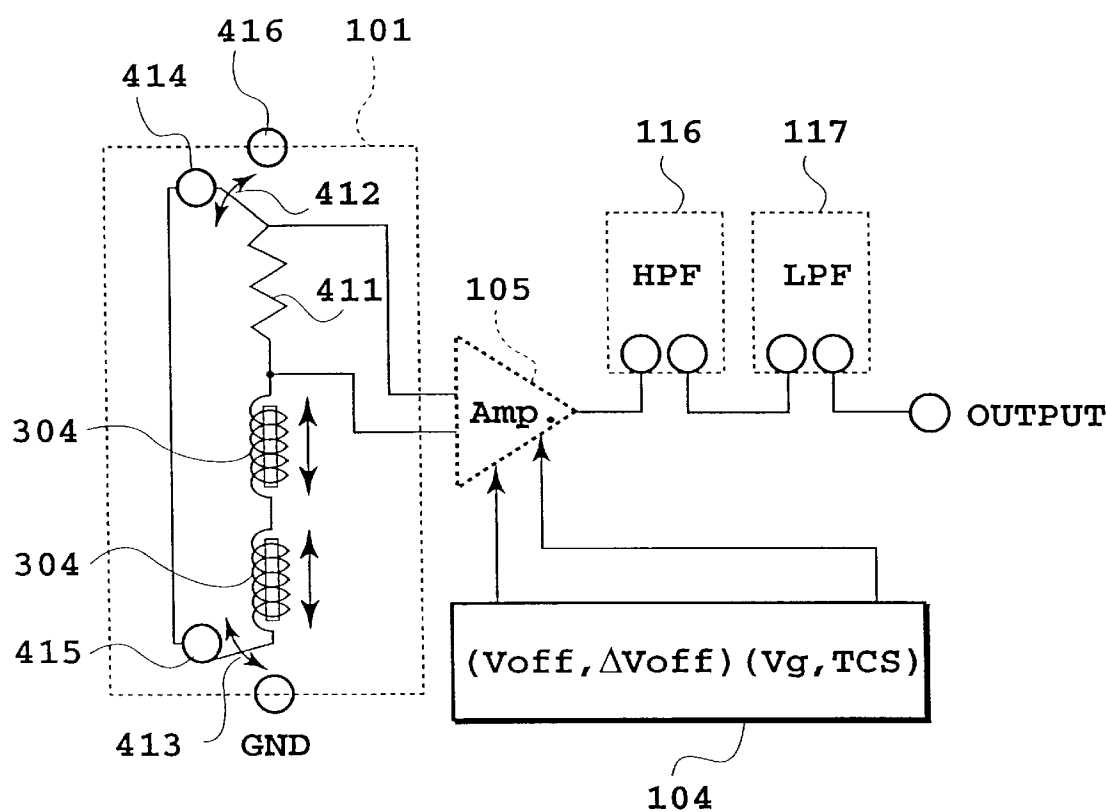 416
101
414
116
117
412
HPF
LPF
411
105
Amp.
304
OUTPUT
304
415
(Voff,ΔVoff)(Vg,TCS)
413
GND
104